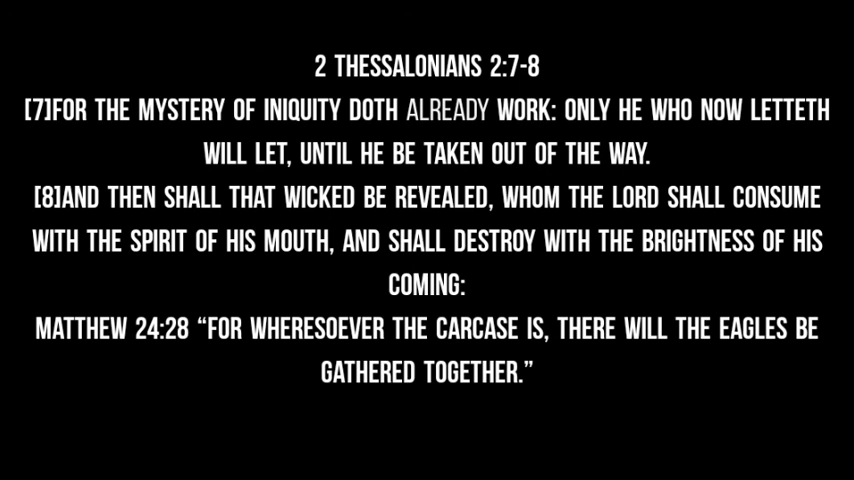 2 THESSALONIANS 2:7-8
[7]FOR THE MYSTERY OF INIQUITY DOTH ALREADY WORK: ONLY HE WHO NOW LETTETH
WILL LET, UNTIL HE BE TAKEN OUT OF THE WAY.
[8]AND THEN SHALL THAT WICKED BE REVEALED, WHOM THE LORD SHALL CONSUME
WITH THE SPIRIT OF HIS MOUTH, AND SHALL DESTROY WITH THE BRIGHTNESS OF HIS
COMING:
MATTHEW 24:28 “FOR WHERESOEVER THE CARCASE IS, THERE WILL THE EAGLES BE
GATHERED TOGETHER.”